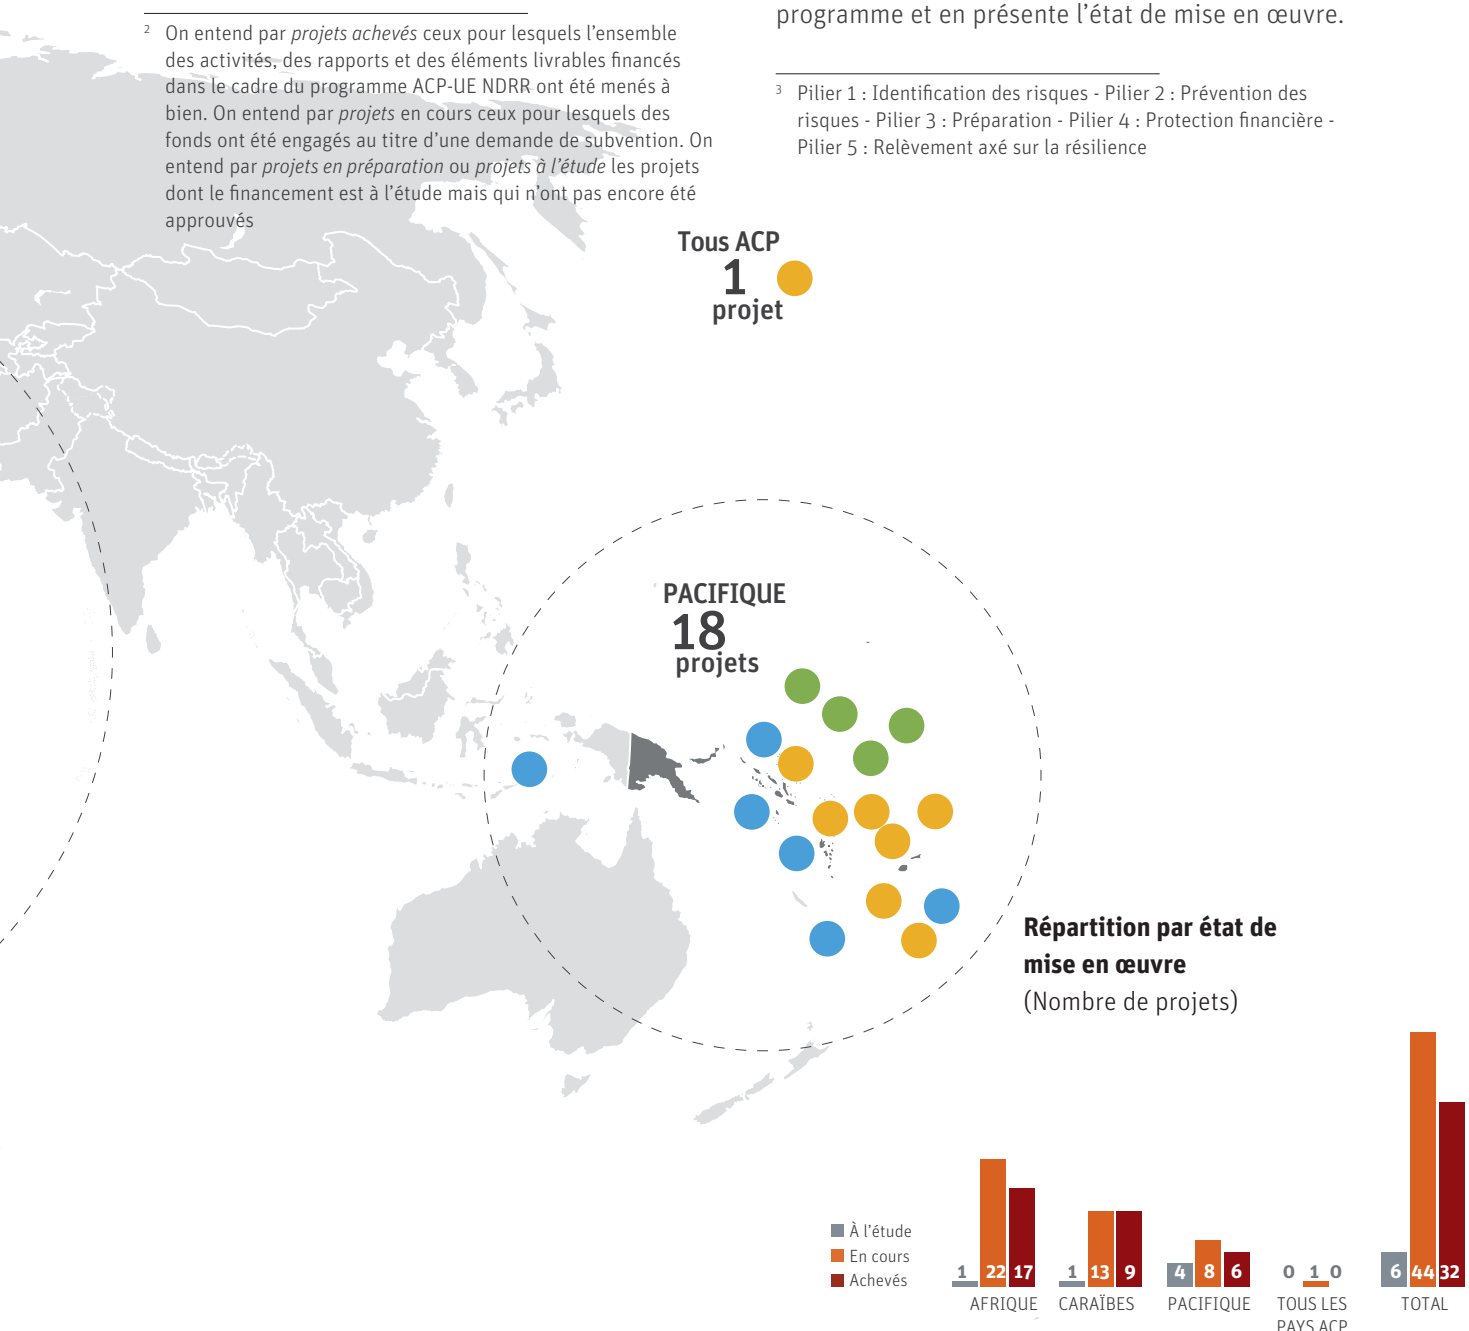 ² On entend par projets achevés ceux pour lesquels l’ensemble
des activités, des rapports et des éléments livrables financés
dans le cadre du programme ACP-UE NDRR ont été menés à
bien. On entend par projets en cours ceux pour lesquels des
fonds ont été engagés au titre d’une demande de subvention. On
entend par projets en préparation ou projets à l’étude les projets
dont le financement est à l’étude mais qui n’ont pas encore été
approuvés
programme et en présente l’état de mise en œuvre.
³ Pilier 1 : Identification des risques - Pilier 2 : Prévention des
risques - Pilier 3 : Préparation - Pilier 4 : Protection financière -
Pilier 5 : Relèvement axé sur la résilience
Tous ACP
1
projet
PACIFIQUE
18
projets
Répartition par état de
mise en œuvre
(Nombre de projets)
À l’étude
En cours
Achevés
1 22 17
1 13 9
4 8 6
0 1 0
6 44 32
AFRIQUE
CARAÏBES
PACIFIQUE
TOUS LES
PAYS ACP
TOTAL